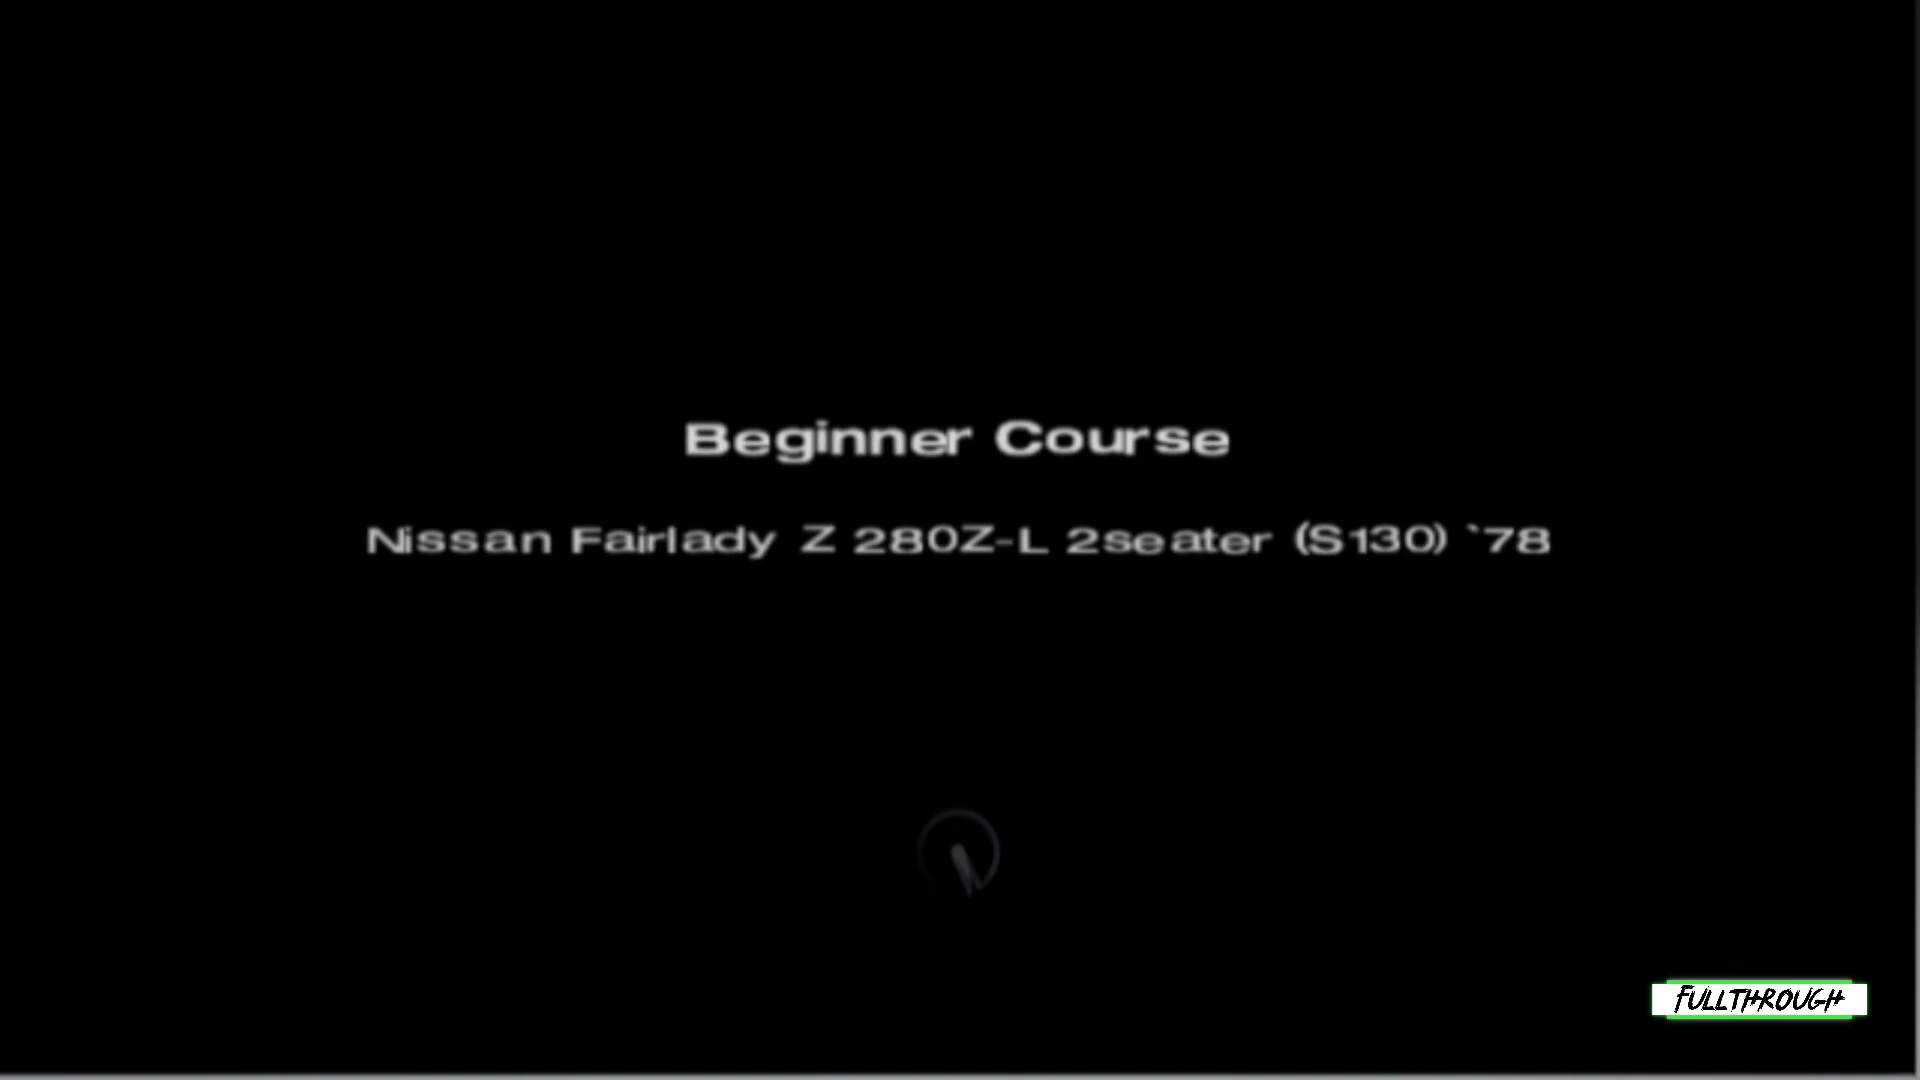 Beginner Course
Nissan Fairlady Z 280Z-L 2seater (S130) `78
FULLTHROUGH